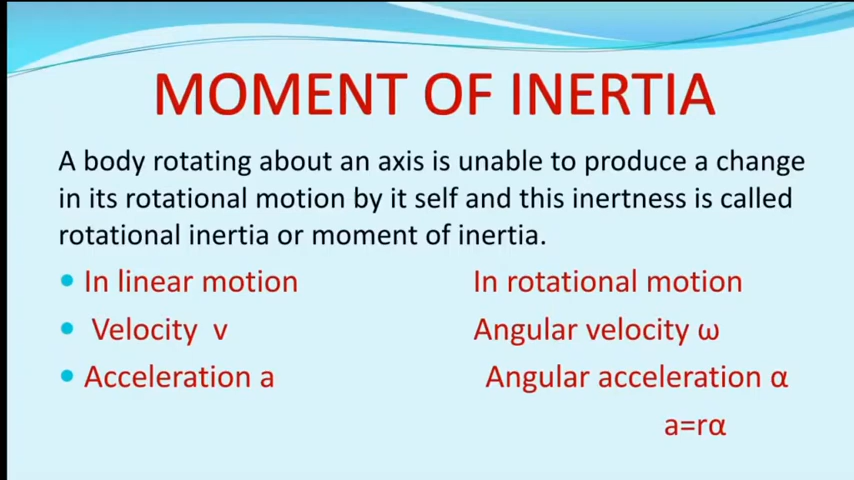 MOMENT OF INERTIA
A body rotating about an axis is unable to produce a change
in its rotational motion by it self and this inertness is called
rotational inertia or moment of inertia.
• In linear motion In rotational motion
• Velocity v Angular velocity ω
• Acceleration a Angular acceleration α
a=rα